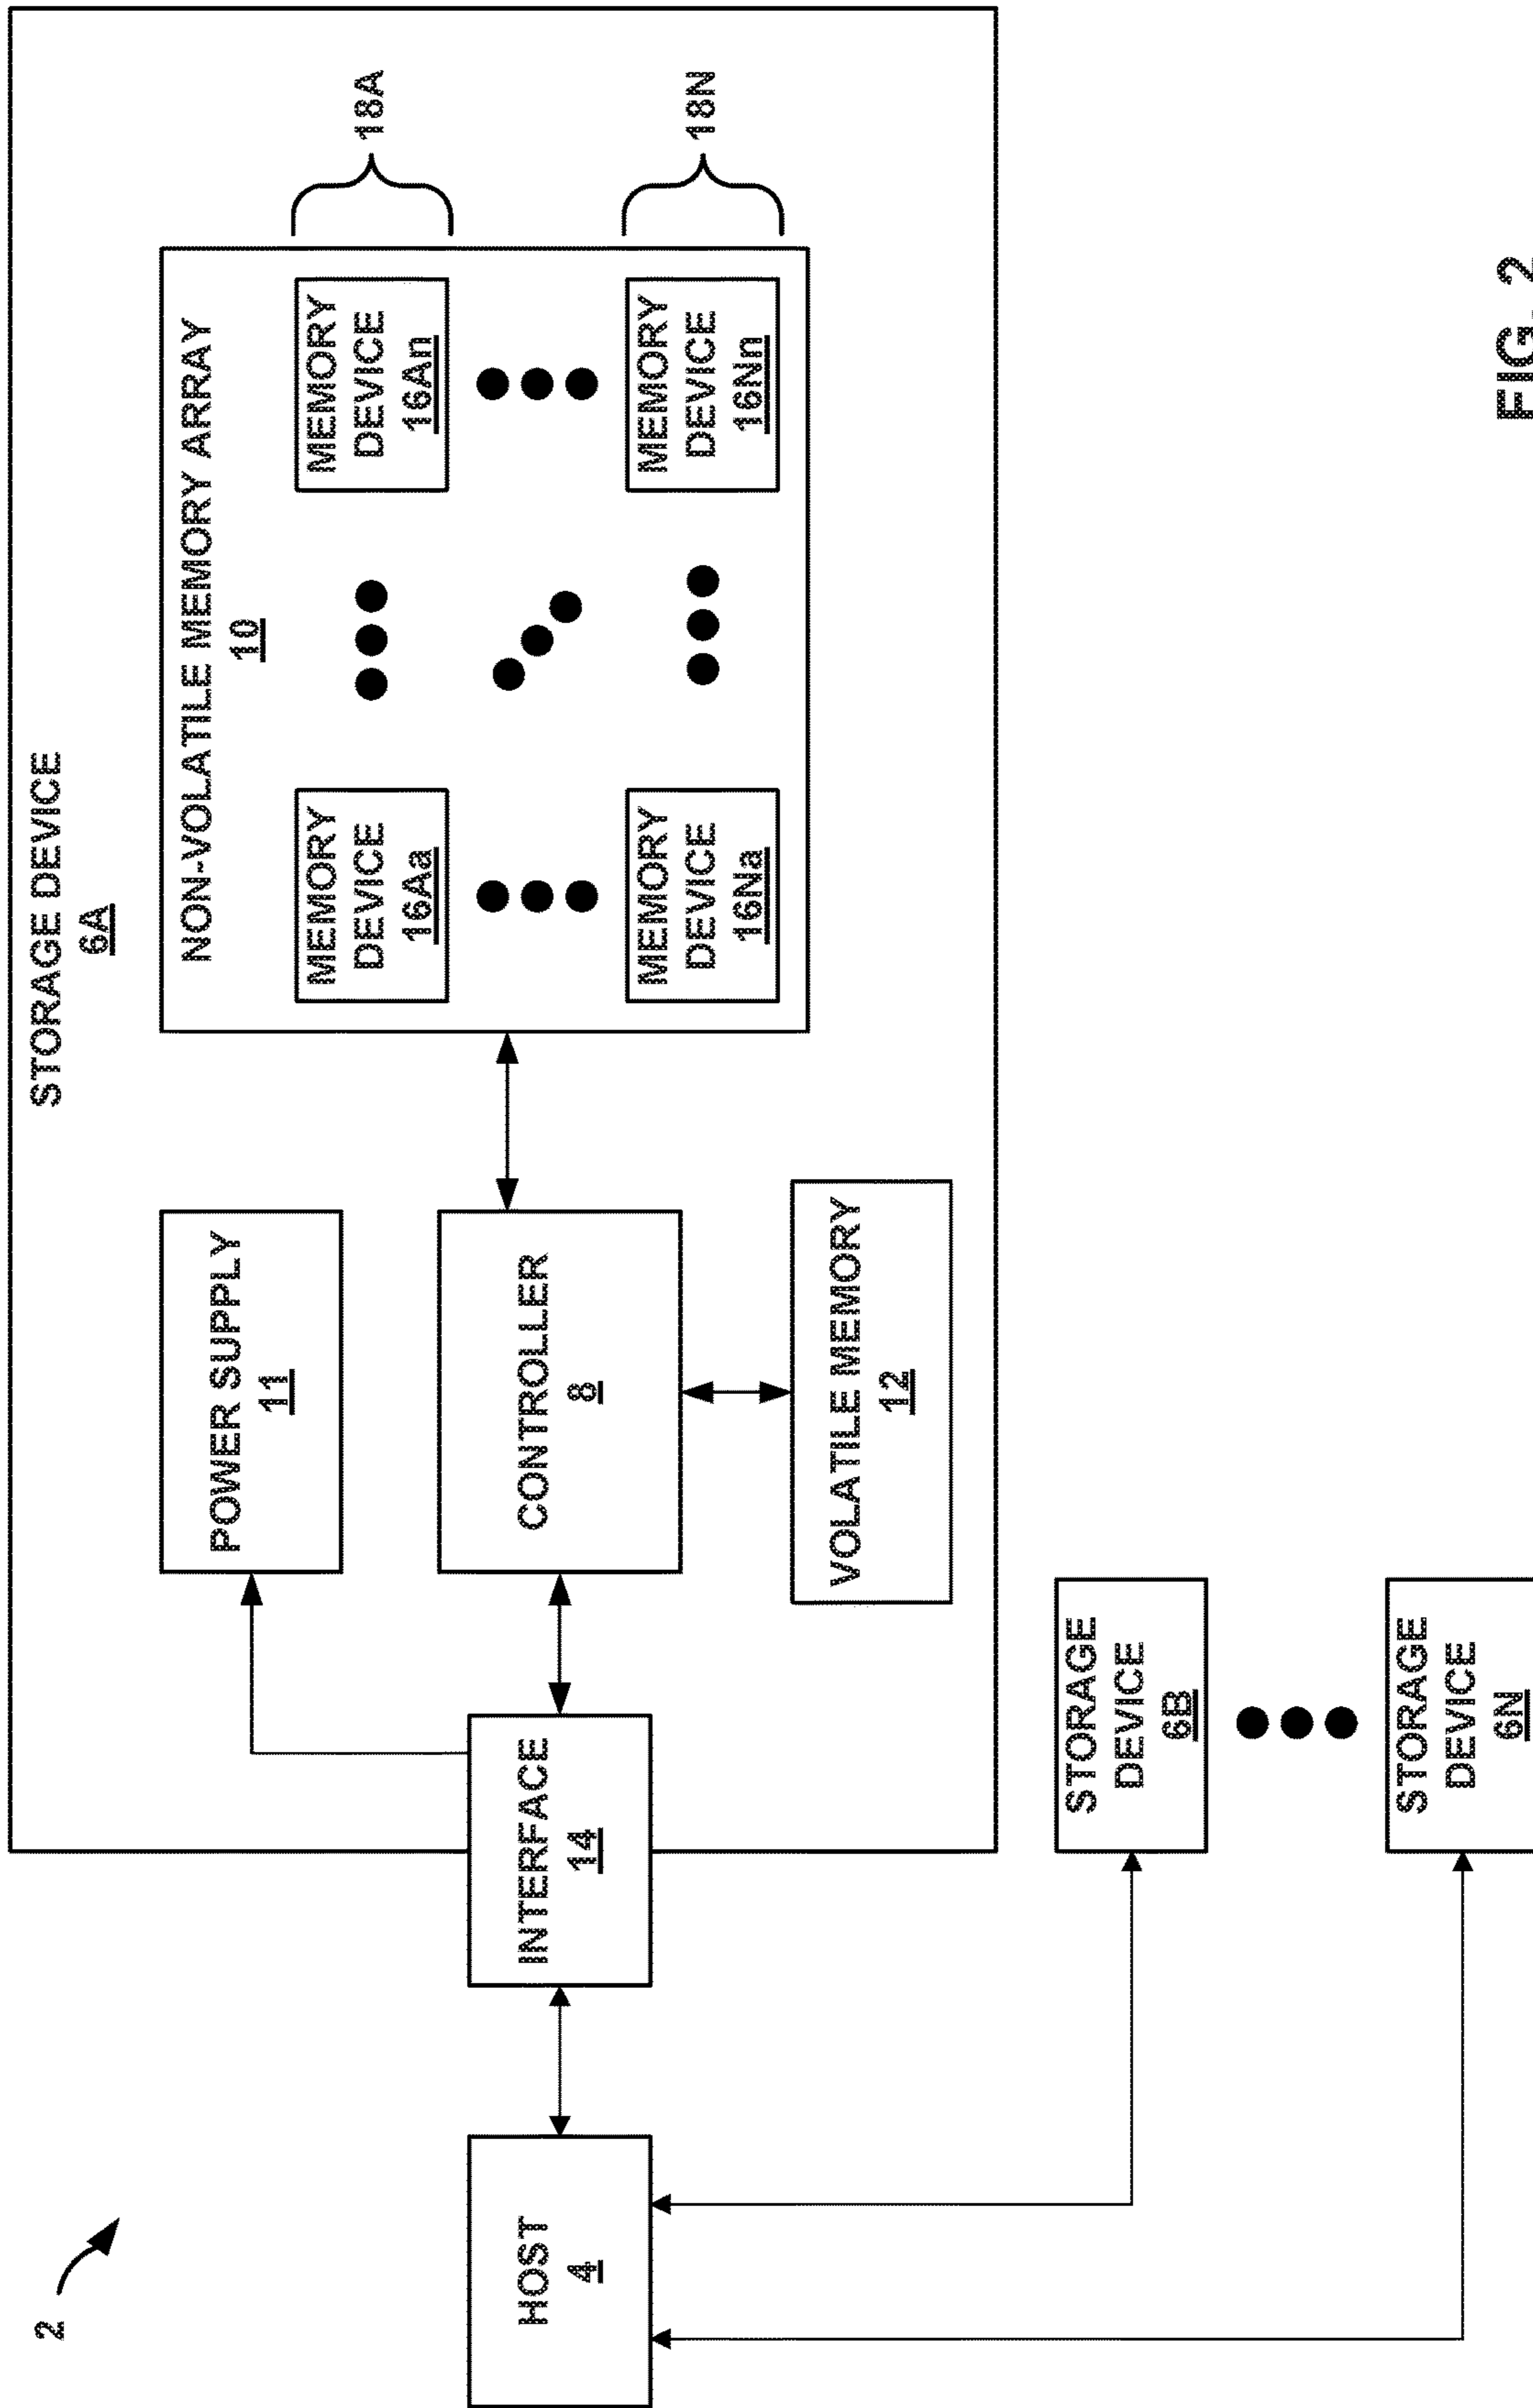 2
STORAGE DEVICE
6A
POWER SUPPLY
11
NON-VOLATILE MEMORY ARRAY
10
MEMORY
DEVICE
16Aa
MEMORY
DEVICE
16An
18A
HOST
4
INTERFACE
14
CONTROLLER
8
MEMORY
DEVICE
16Na
MEMORY
DEVICE
16Nn
18N
VOLATILE MEMORY
12
STORAGE
DEVICE
6B
STORAGE
DEVICE
6N
FIG. 2